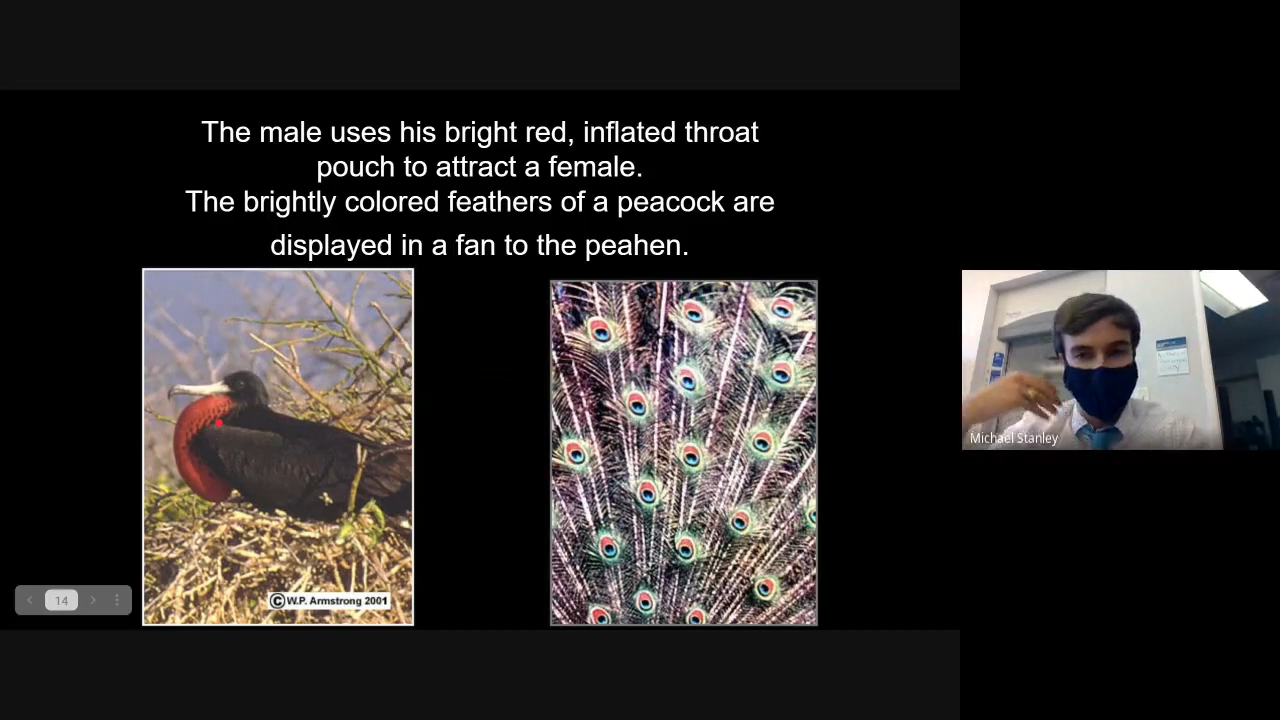 The male uses his bright red, inflated throat
pouch to attract a female.
The brightly colored feathers of a peacock are
displayed in a fan to the peahen.
©W.P. Armstrong 2001
14
Michael Stanley